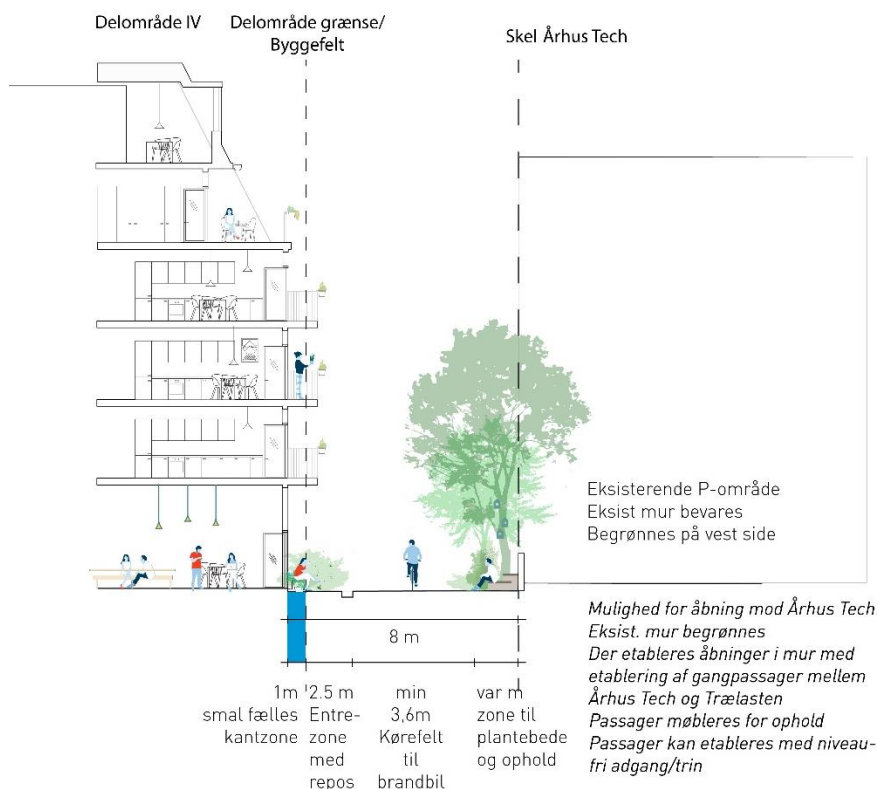 Delområde IV
Delområde grænse/
Byggefelt
Skel Århus Tech
Eksisterende P-område
Eksist mur bevares
Begrønnes på vest side
Mulighed for åbning mod Århus Tech
Eksist. mur begrønnes
Der etableres åbninger i mur med
etablering af gangpassager mellem
Århus Tech og Trælasten
Passager møbleres for ophold
Passager kan etableres med niveau-
fri adgang/trin
8 m
1m
smal fælles
kantzone
2.5 m
Entre-
zone
med
repos
min
3,6m
Kørefelt
til
brandbil
var m
zone til
plantebede
og ophold